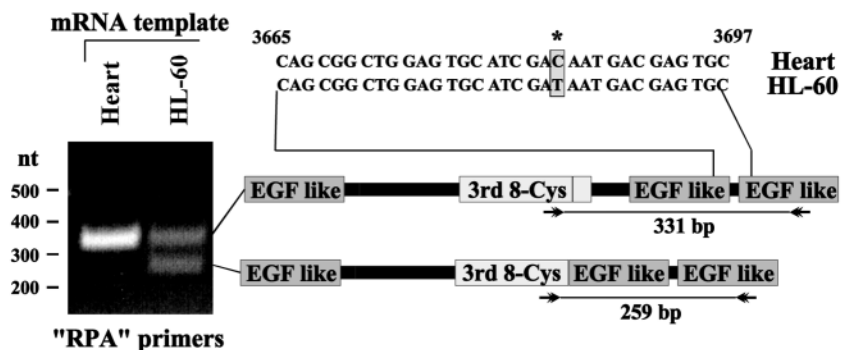 mRNA template
Heart
HL-60
3665 * 3697
CAG CGG CTG GAG TGC ATC GAC AAT GAC GAG TGC Heart
CAG CGG CTG GAG TGC ATC GAT AAT GAC GAG TGC HL-60
nt
500
400
300
200
EGF like 3rd 8-Cys EGF like EGF like
331 bp
EGF like 3rd 8-Cys EGF like EGF like
259 bp
"RPA" primers